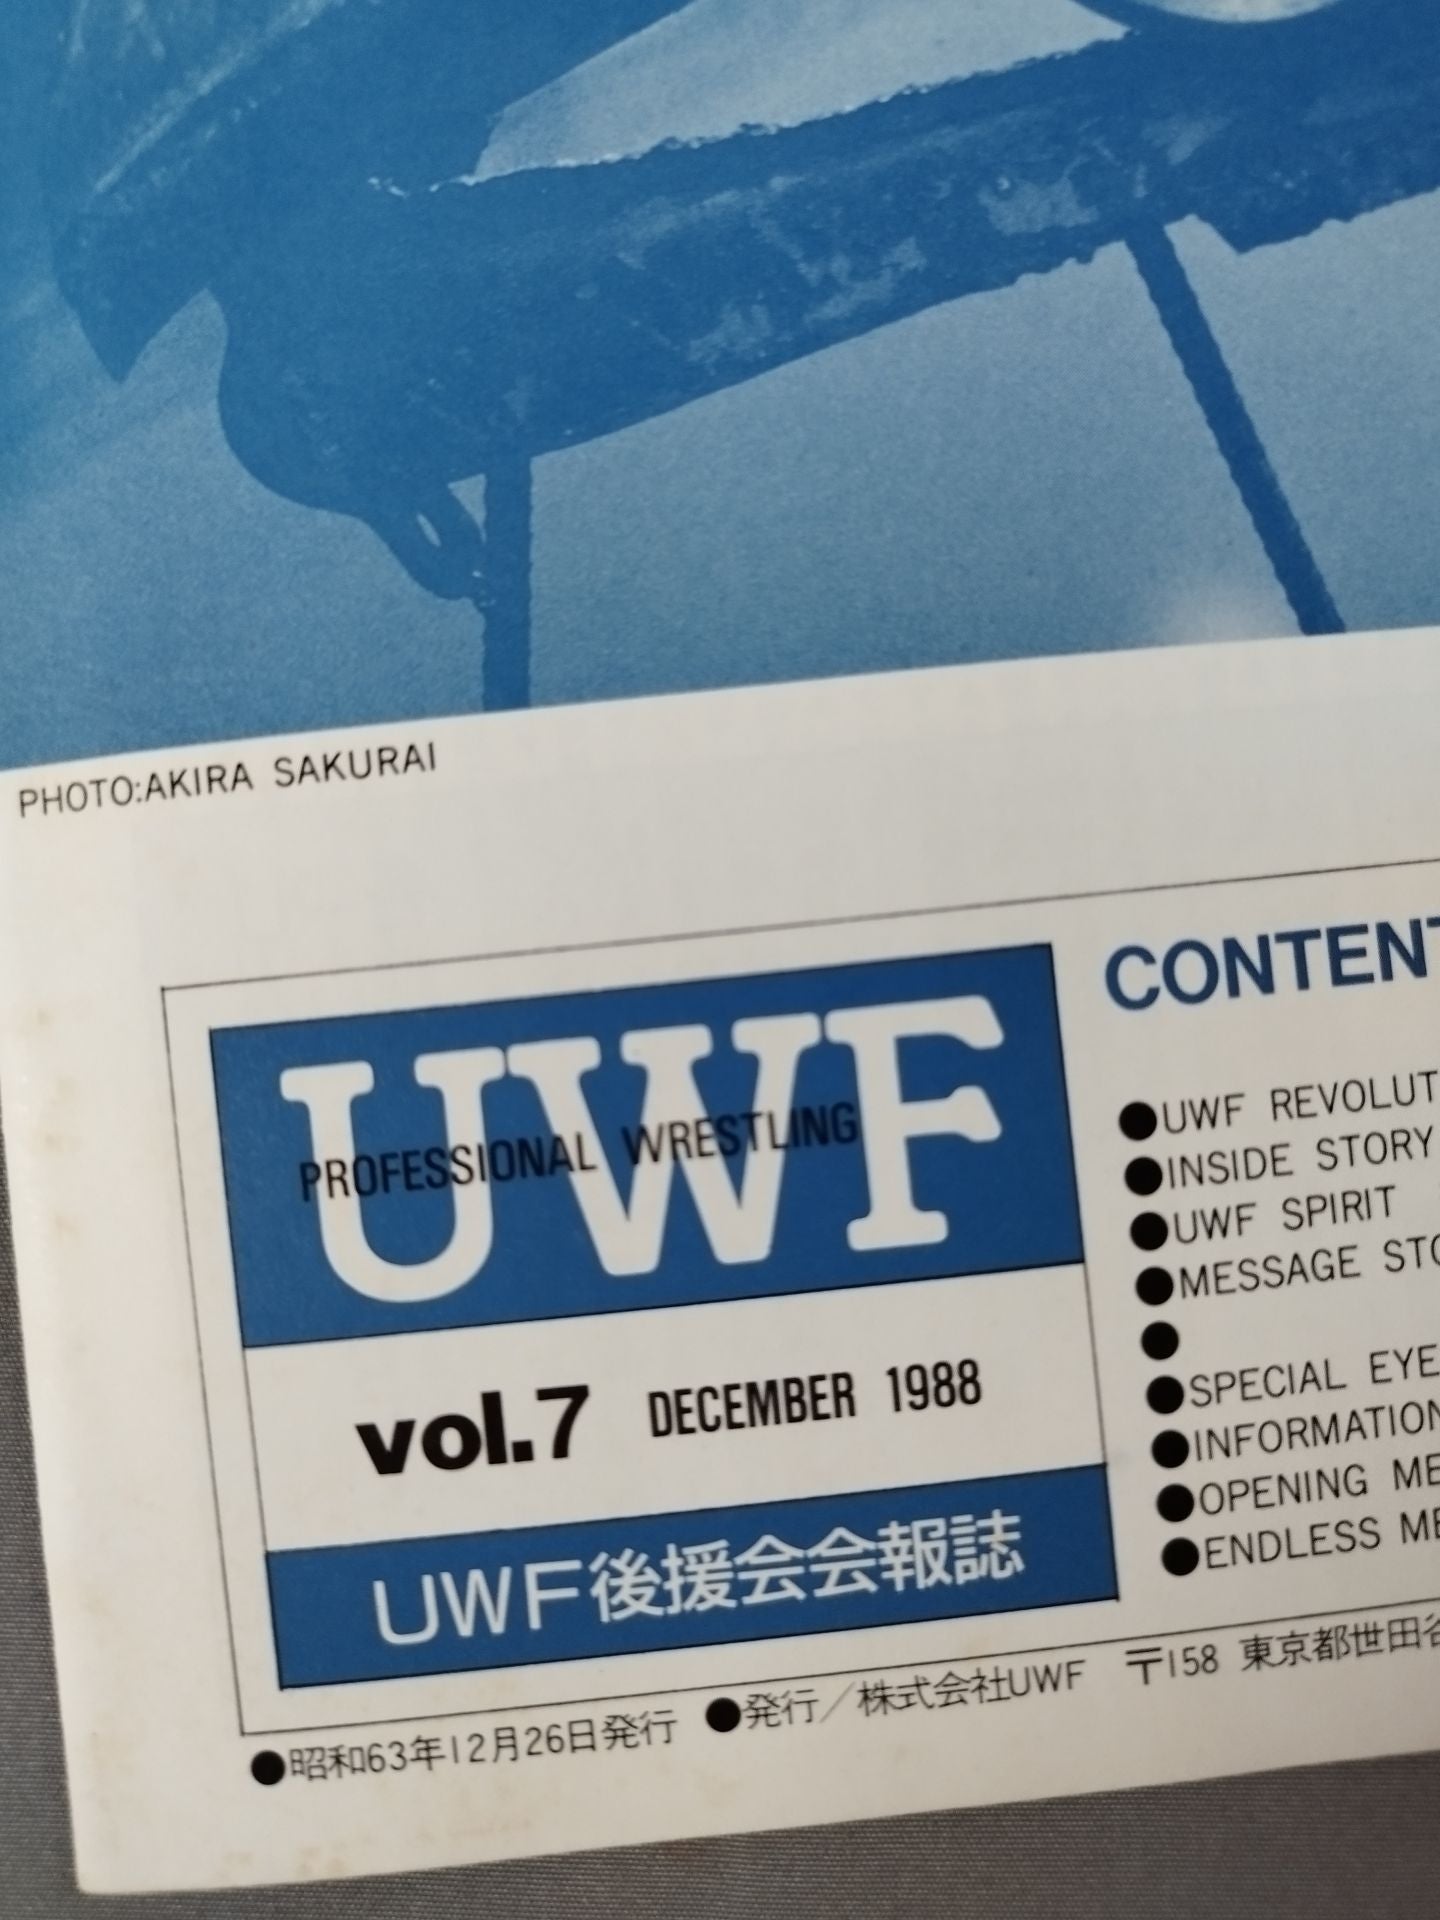 PHOTO:AKIRA SAKURAI
UWF
PROFESSIONAL WRESTLING
vol.7 DECEMBER 1988
UWF後援会会報誌
CONTENT
●UWF REVOLUT
●INSIDE STORY
●UWF SPIRIT
●MESSAGE STO
●
●SPECIAL EYE
●INFORMATION
●OPENING ME
●ENDLESS ME
●昭和63年12月26日発行 ●発行／株式会社UWF 〒158 東京都世田谷